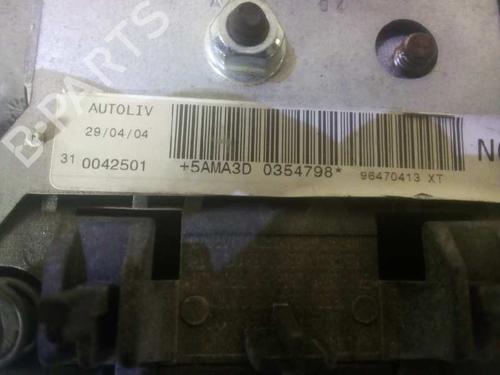 B-PARTS
AUTOLIV
29/04/04
31 0042501
+5AMA3D 0354798*
96470413 XT